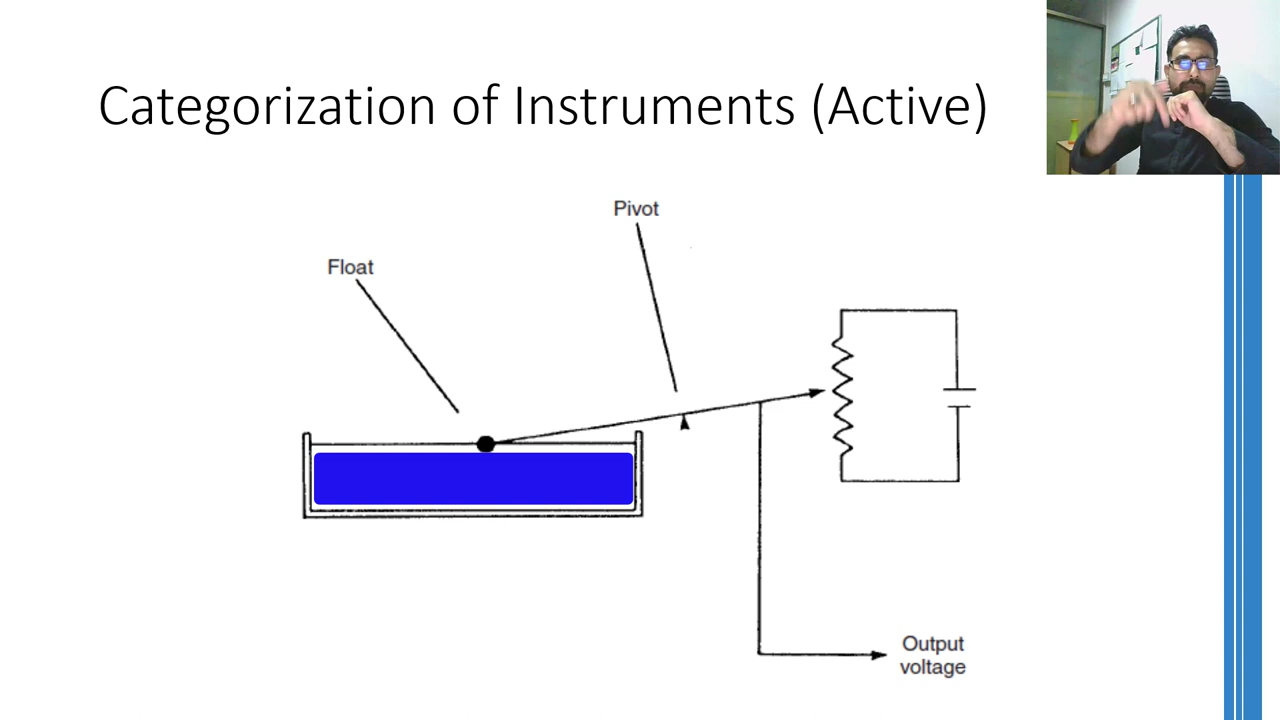 Categorization of Instruments (Active)
Pivot
Float
Output
voltage